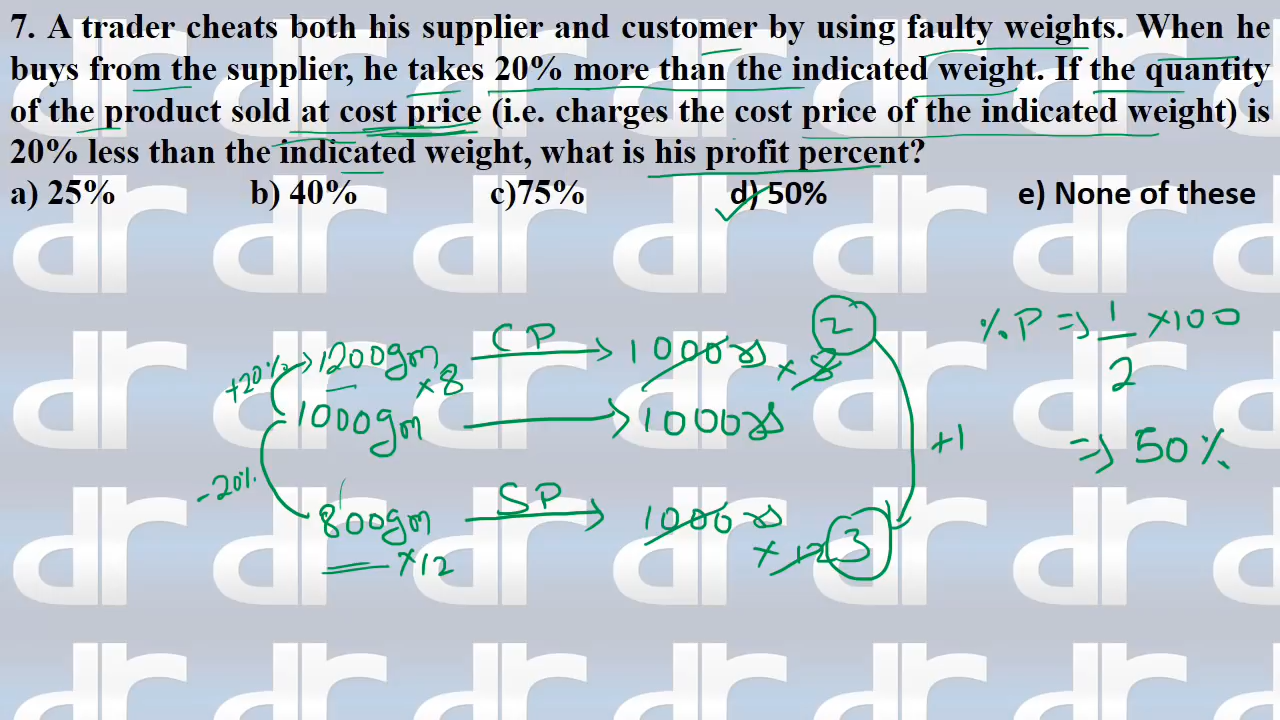 7. A trader cheats both his supplier and customer by using faulty weights. When he
buys from the supplier, he takes 20% more than the indicated weight. If the quantity
of the product sold at cost price (i.e. charges the cost price of the indicated weight) is
20% less than the indicated weight, what is his profit percent?
a) 25% b) 40% c)75% d) 50% e) None of these
+20% 1200gm ×8 CP 1000rs × 8 2
1000gm 1000rs
-20% 800gm ×12 SP 1000rs × 12 3
+1
%P ⇒ 1/2 ×100
⇒ 50%